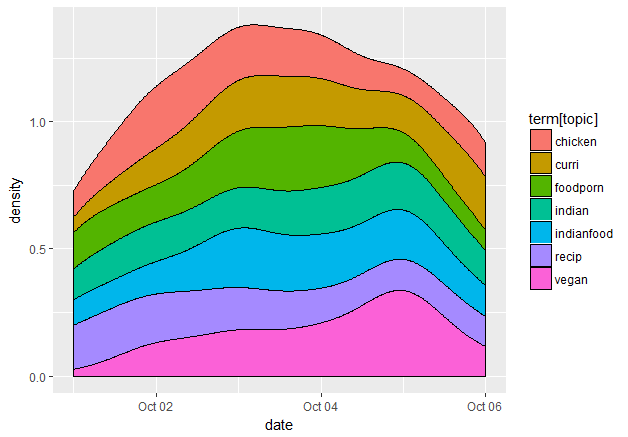 density
1.0
0.5
0.0
Oct 02
Oct 04
Oct 06
date
term[topic]
chicken
curri
foodporn
indian
indianfood
recip
vegan